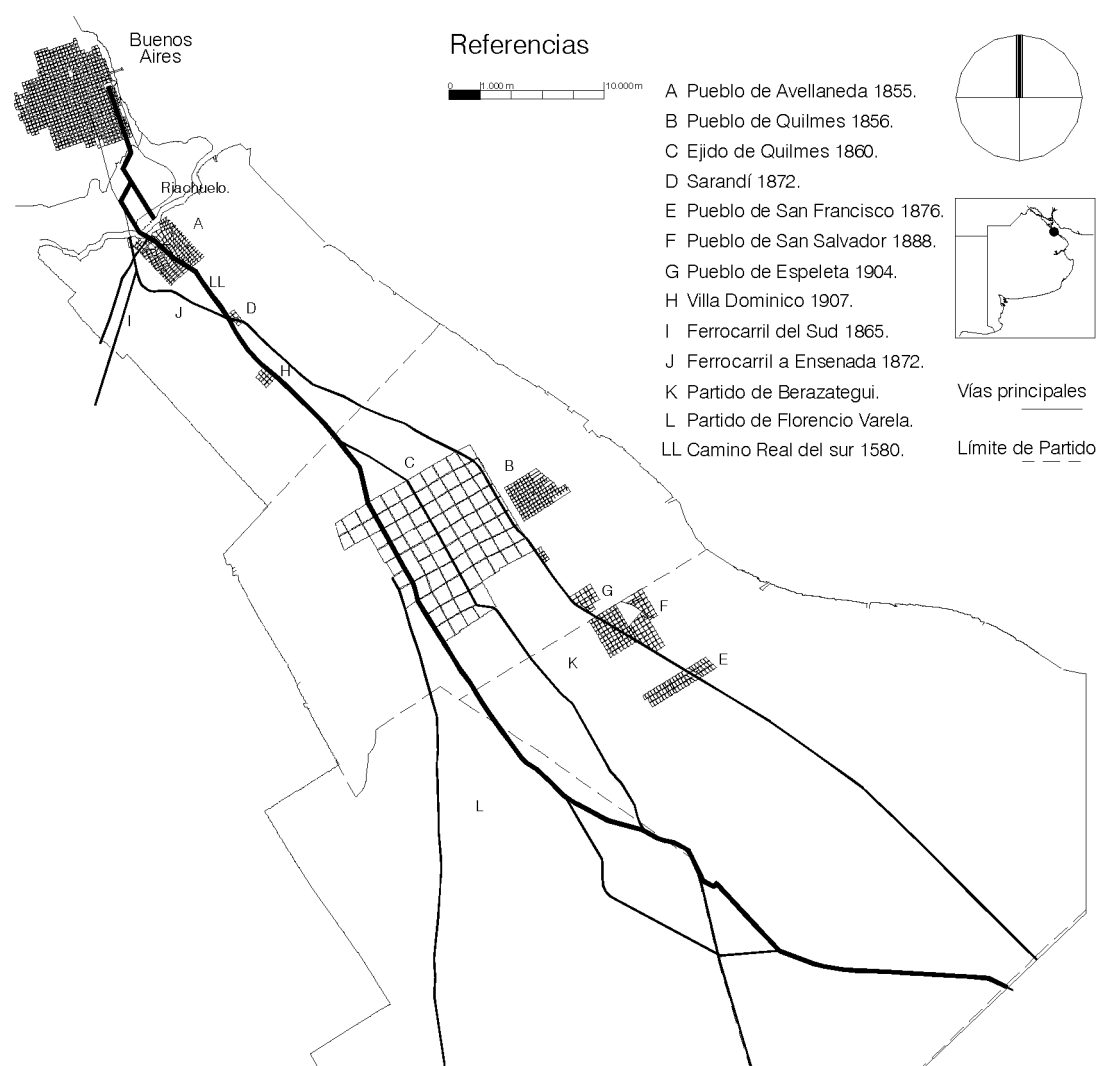 Buenos
Aires
Referencias
0 1.000 m 10.000 m
A Pueblo de Avellaneda 1855.
B Pueblo de Quilmes 1856.
C Ejido de Quilmes 1860.
D Sarandí 1872.
E Pueblo de San Francisco 1876.
F Pueblo de San Salvador 1888.
G Pueblo de Espeleta 1904.
H Villa Dominico 1907.
I Ferrocarril del Sud 1865.
J Ferrocarril a Ensenada 1872.
K Partido de Berazategui.
L Partido de Florencio Varela.
LL Camino Real del sur 1580.
Vías principales
Límite de Partido
Riachuelo.
A
LL
D
J
I
H
C
B
G
F
E
K
L